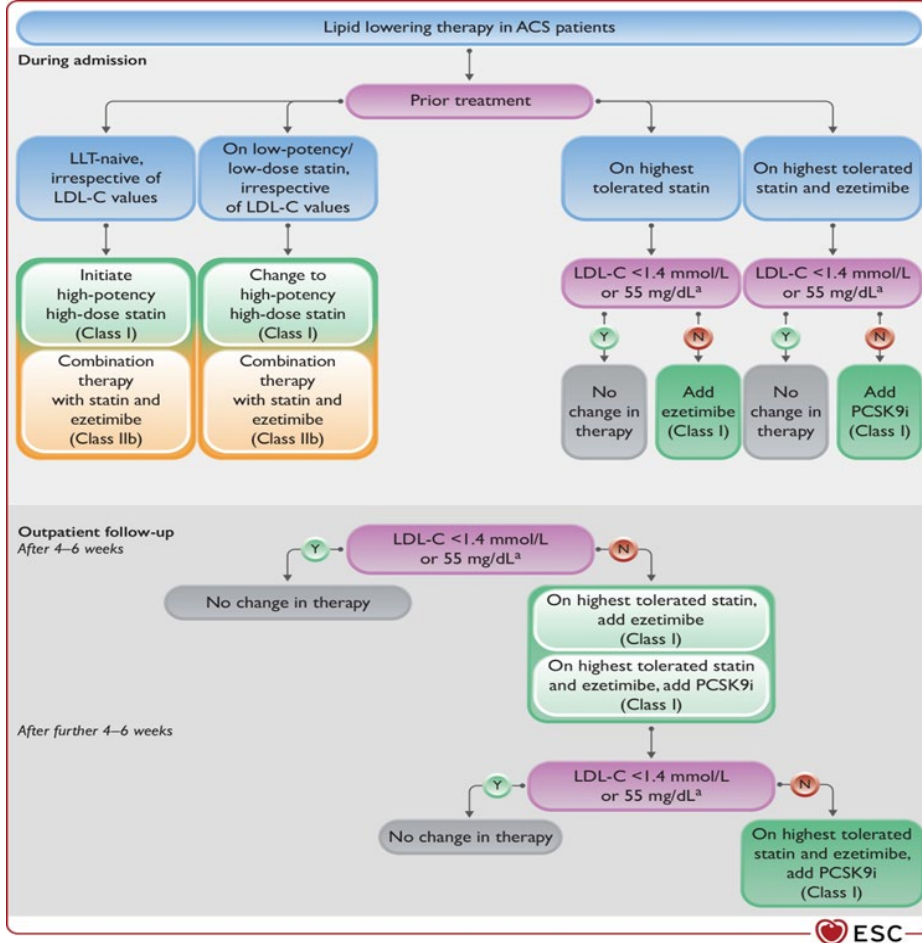 Lipid lowering therapy in ACS patients
During admission
Prior treatment
LLT-naive,
irrespective of
LDL-C values
On low-potency/
low-dose statin,
irrespective
of LDL-C values
On highest
tolerated statin
On highest tolerated
statin and ezetimibe
Initiate
high-potency
high-dose statin
(Class I)
Combination
therapy
with statin and
ezetimibe
(Class IIb)
Change to
high-potency
high-dose statin
(Class I)
Combination
therapy
with statin and
ezetimibe
(Class IIb)
LDL-C <1.4 mmol/L
or 55 mg/dLᵃ
Y
N
No
change in
therapy
Add
ezetimibe
(Class I)
LDL-C <1.4 mmol/L
or 55 mg/dLᵃ
Y
N
No
change in
therapy
Add
PCSK9i
(Class I)
Outpatient follow-up
After 4–6 weeks
LDL-C <1.4 mmol/L
or 55 mg/dLᵃ
Y
N
No change in therapy
On highest tolerated statin,
add ezetimibe
(Class I)
On highest tolerated statin
and ezetimibe, add PCSK9i
(Class I)
After further 4–6 weeks
LDL-C <1.4 mmol/L
or 55 mg/dLᵃ
Y
N
No change in therapy
On highest tolerated
statin and ezetimibe,
add PCSK9i
(Class I)
ESC